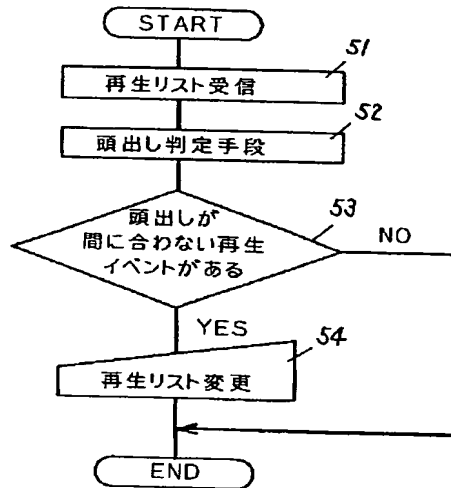 START
51
再生リスト受信
52
頭出し判定手段
53
頭出しが
間に合わない再生
イベントがある
NO
YES
54
再生リスト変更
END